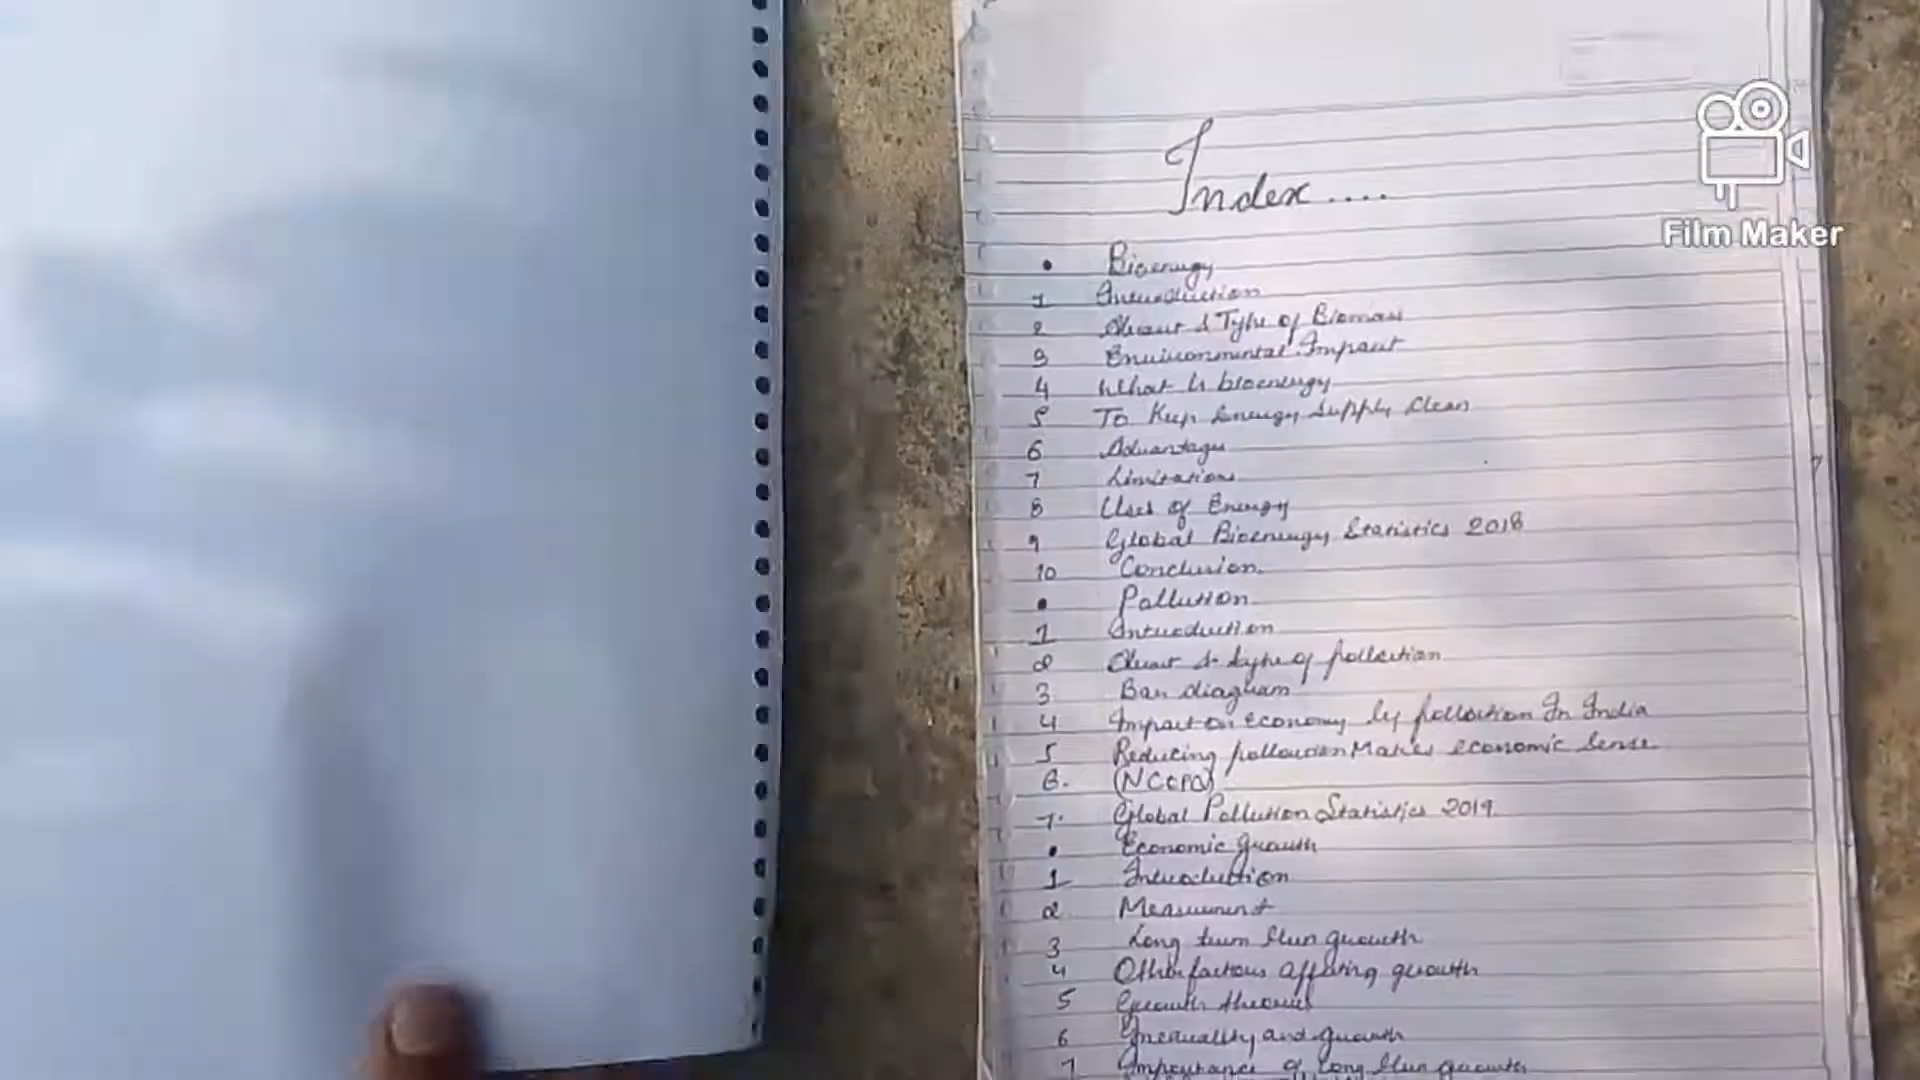 Index....
Film Maker
• Bioenergy
1 Introduction
2 Chart & Type of Biomass
3 Environmental Impact
4 What is bioenergy
5 To Keep Energy Supply Clean
6 Advantages
7 Limitations
8 Uses of Energy
9 Global Bioenergy Statistics 2018
10 Conclusion.
• Pollution
1 Introduction
2 Chart & type of pollution
3 Bar diagram
4 Impact on economy by pollution In India
5 Reducing pollution Makes economic Sense
6.
7. Global Pollution Statistics 2019
• Economic growth
1 Introduction
2 Measurement
3 Long term Run growth
4 Other factors affating growth
5 Growth theories
6 Inequality and growth
7 Importance of long Run growth